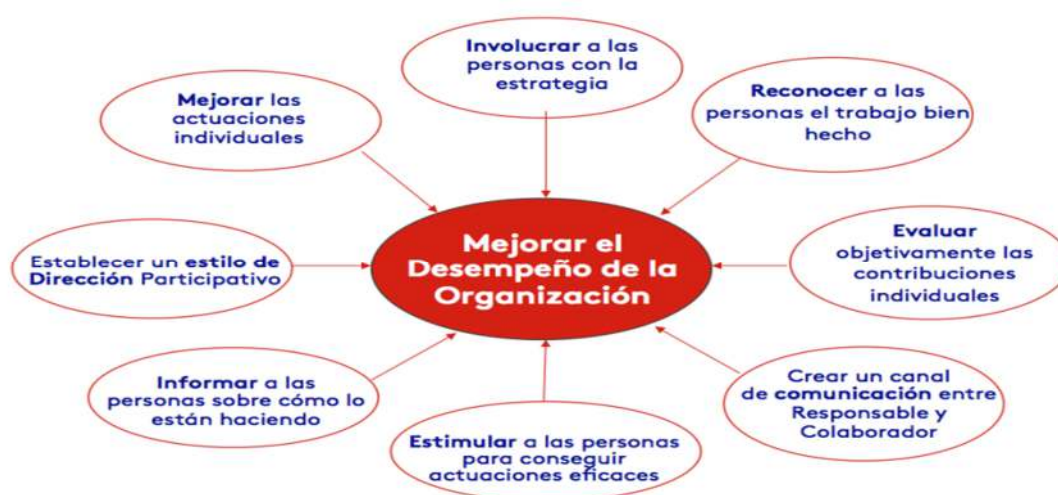 Involucrar a las
personas con la
estrategia
Reconocer a las
personas el trabajo bien
hecho
Evaluar
objetivamente las
contribuciones
individuales
Crear un canal
de comunicación entre
Responsable y
Colaborador
Estimular a las personas
para conseguir
actuaciones eficaces
Informar a las
personas sobre cómo lo
están haciendo
Establecer un estilo de
Dirección Participativo
Mejorar las
actuaciones
individuales
Mejorar el
Desempeño de la
Organización